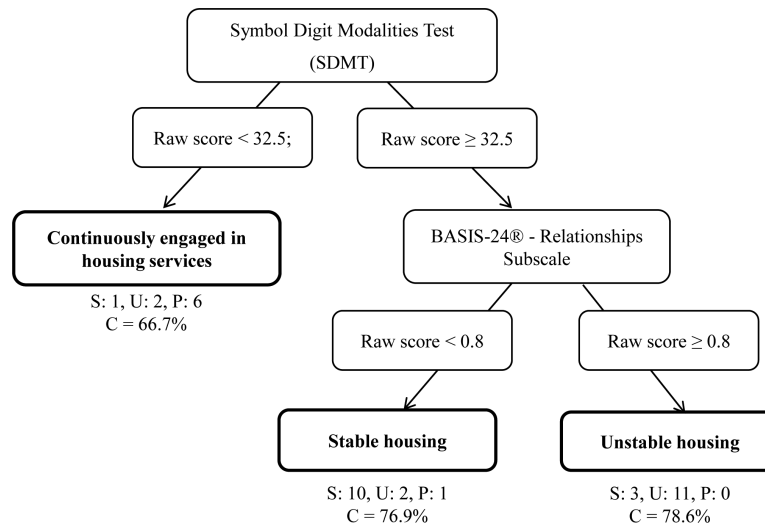 Symbol Digit Modalities Test
(SDMT)
Raw score < 32.5;
Raw score ≥ 32.5
Continuously engaged in
housing services
S: 1, U: 2, P: 6
C = 66.7%
BASIS-24® - Relationships
Subscale
Raw score < 0.8
Raw score ≥ 0.8
Stable housing
S: 10, U: 2, P: 1
C = 76.9%
Unstable housing
S: 3, U: 11, P: 0
C = 78.6%